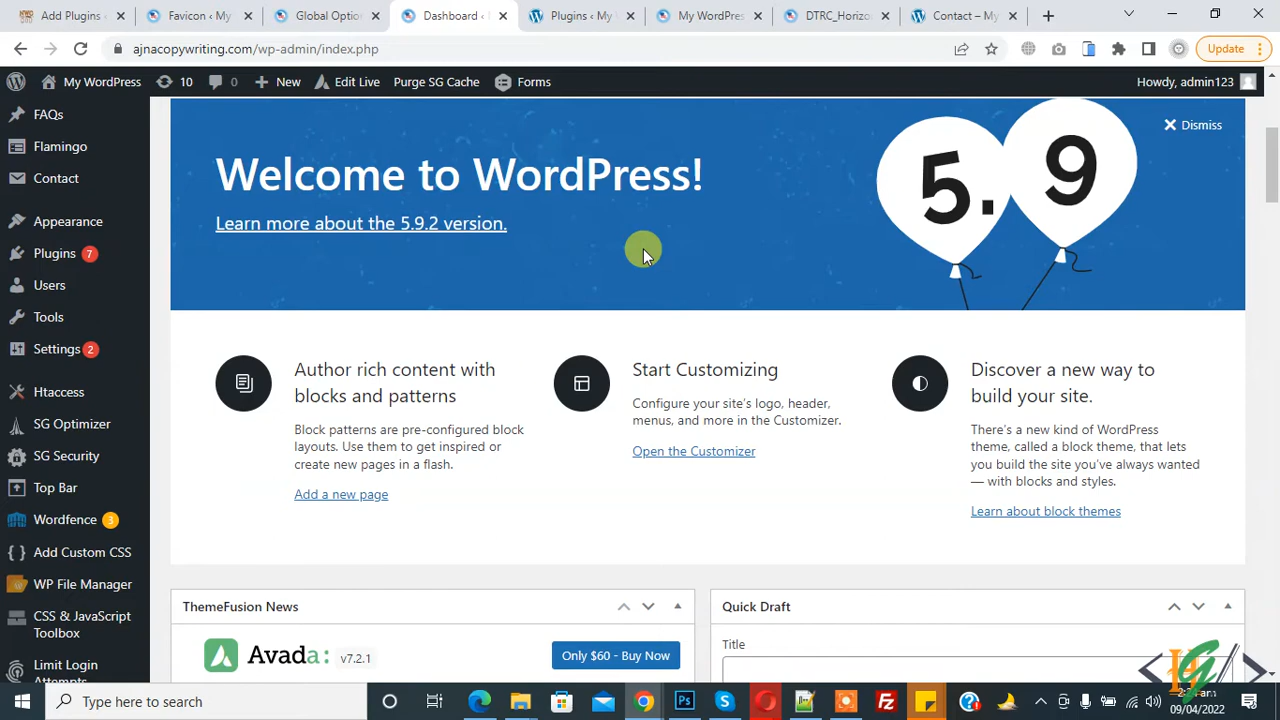 Add Plugins ‹
Favicon ‹ My
Global Optio
Dashboard ‹
Plugins ‹ My
My WordPres
DTRC_Horizo
Contact – My
ajnacopywriting.com/wp-admin/index.php
Update
My WordPress
10
0
New
Edit Live
Purge SG Cache
Forms
Howdy, admin123
FAQs
Flamingo
Contact
Appearance
Plugins 7
Users
Tools
Settings 2
Htaccess
SG Optimizer
SG Security
Top Bar
Wordfence 3
Add Custom CSS
WP File Manager
CSS & JavaScript
Toolbox
Limit Login
Attempts
Dismiss
Welcome to WordPress!
Learn more about the 5.9.2 version.
5.9
Author rich content with
blocks and patterns
Block patterns are pre-configured block
layouts. Use them to get inspired or
create new pages in a flash.
Add a new page
Start Customizing
Configure your site's logo, header,
menus, and more in the Customizer.
Open the Customizer
Discover a new way to
build your site.
There's a new kind of WordPress
theme, called a block theme, that lets
you build the site you've always wanted
— with blocks and styles.
Learn about block themes
ThemeFusion News
Avada: v7.2.1
Only $60 - Buy Now
Quick Draft
Title
Type here to search
09/04/2022